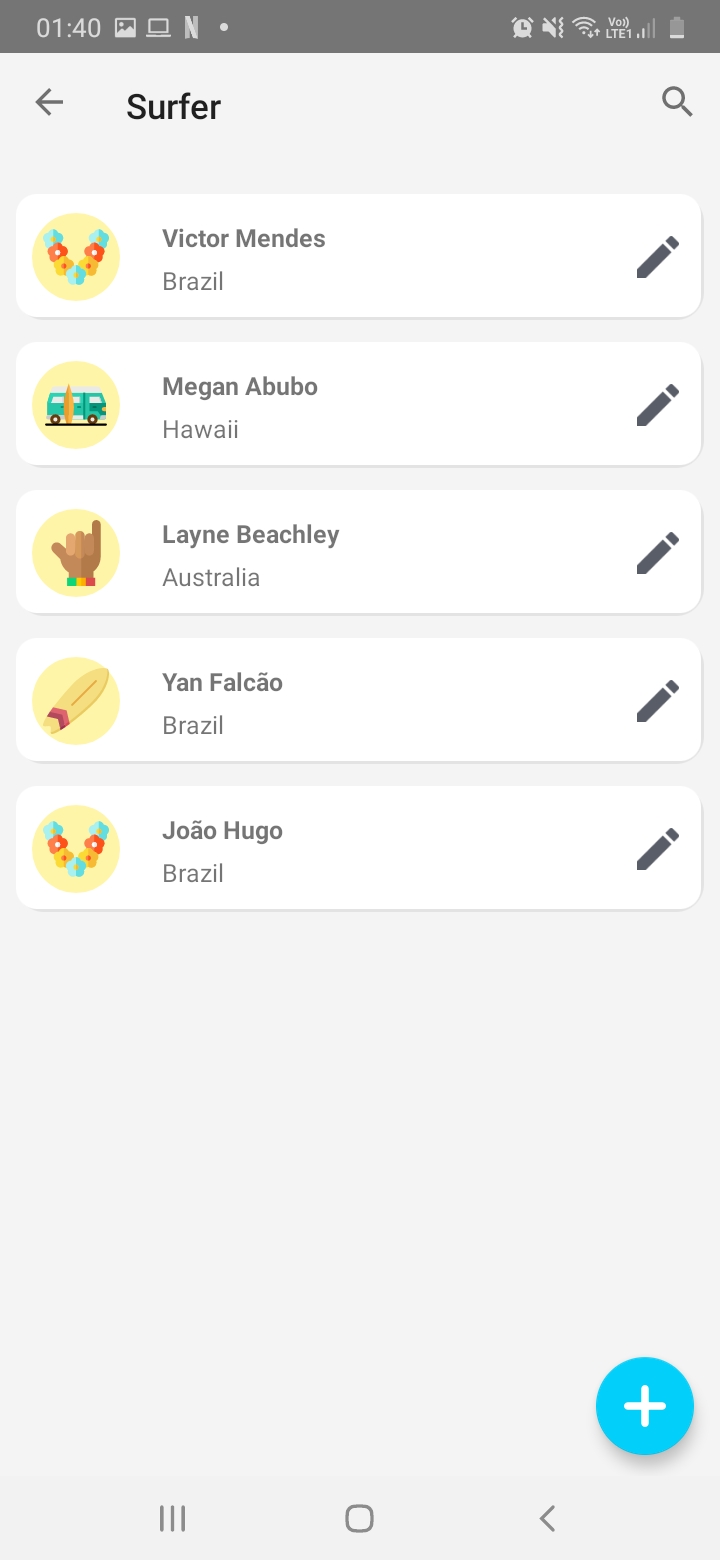 01:40
Vo))
LTE1
Surfer
Victor Mendes
Brazil
Megan Abubo
Hawaii
Layne Beachley
Australia
Yan Falcão
Brazil
João Hugo
Brazil